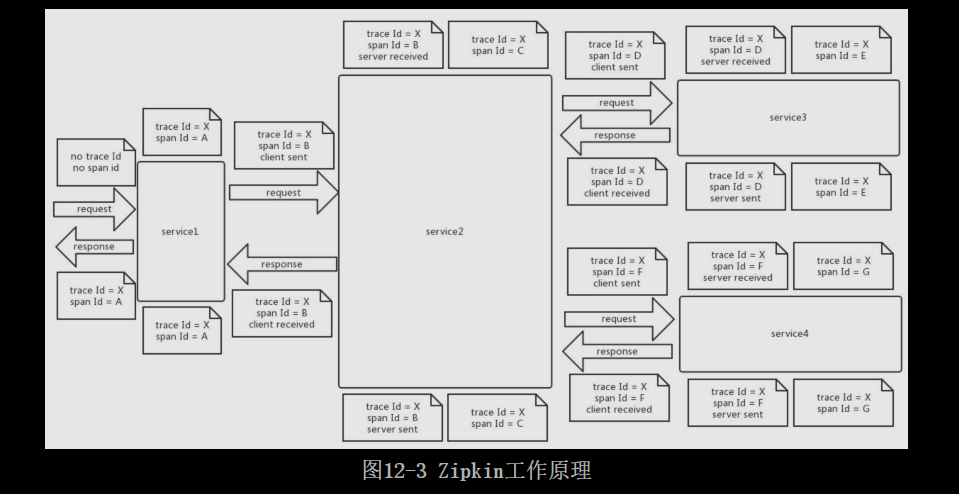 trace Id = X
span Id = B
server received
trace Id = X
span Id = C
trace Id = X
span Id = D
client sent
trace Id = X
span Id = D
server received
trace Id = X
span Id = E
no trace Id
no span id
trace Id = X
span Id = A
trace Id = X
span Id = B
client sent
request
response
service3
request
response
service1
request
response
service2
trace Id = X
span Id = D
client received
trace Id = X
span Id = D
server sent
trace Id = X
span Id = E
trace Id = X
span Id = A
trace Id = X
span Id = A
trace Id = X
span Id = B
client received
trace Id = X
span Id = F
client sent
trace Id = X
span Id = F
server received
trace Id = X
span Id = G
request
response
service4
trace Id = X
span Id = B
server sent
trace Id = X
span Id = C
trace Id = X
span Id = F
client received
trace Id = X
span Id = F
server sent
trace Id = X
span Id = G
图12-3 Zipkin工作原理